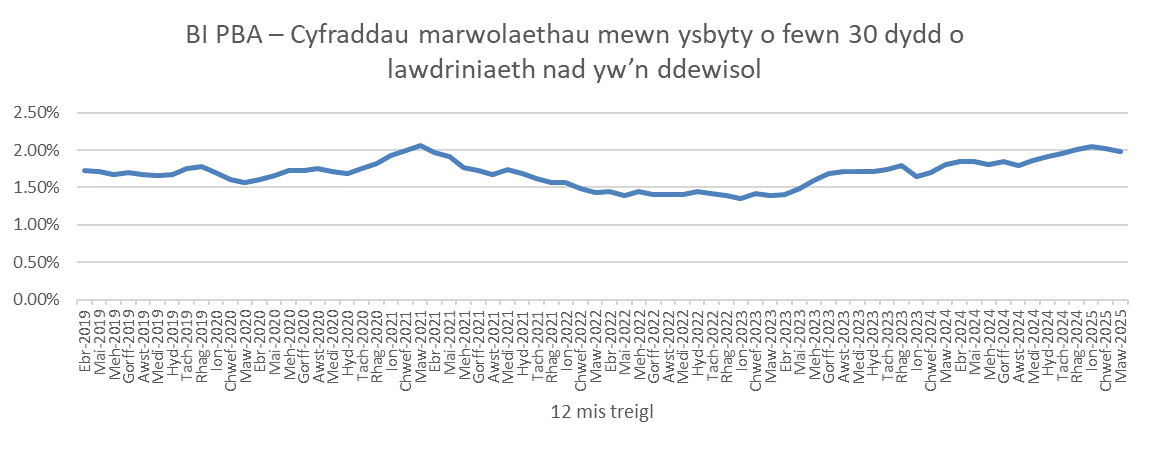 BI PBA – Cyfraddau marwolaethau mewn ysbyty o fewn 30 dydd o
lawdriniaeth nad yw'n ddewisol
2.50%
2.00%
1.50%
1.00%
0.50%
0.00%
Ebr-2019
Mai-2019
Meh-2019
Gorff-2019
Awst-2019
Medi-2019
Hyd-2019
Tach-2019
Rhag-2019
Ion-2020
Chwef-2020
Maw-2020
Ebr-2020
Mai-2020
Meh-2020
Gorff-2020
Awst-2020
Medi-2020
Hyd-2020
Tach-2020
Rhag-2020
Ion-2021
Chwef-2021
Maw-2021
Ebr-2021
Mai-2021
Meh-2021
Gorff-2021
Awst-2021
Medi-2021
Hyd-2021
Tach-2021
Rhag-2021
Ion-2022
Chwef-2022
Maw-2022
Ebr-2022
Mai-2022
Meh-2022
Gorff-2022
Awst-2022
Medi-2022
Hyd-2022
Tach-2022
Rhag-2022
Ion-2023
Chwef-2023
Maw-2023
Ebr-2023
Mai-2023
Meh-2023
Gorff-2023
Awst-2023
Medi-2023
Hyd-2023
Tach-2023
Rhag-2023
Ion-2024
Chwef-2024
Maw-2024
Ebr-2024
Mai-2024
Meh-2024
Gorff-2024
Awst-2024
Medi-2024
Hyd-2024
Tach-2024
Rhag-2024
Ion-2025
Chwef-2025
Maw-2025
12 mis treigl